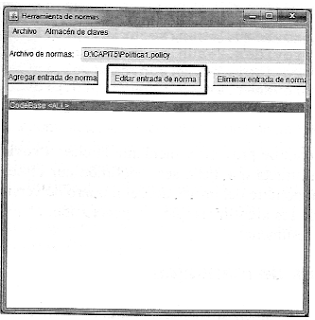 Herramienta de normas
Archivo Almacén de claves
Archivo de normas: D:\CAPIT5\Politica1.policy
Agregar entrada de norma Editar entrada de norma Eliminar entrada de norma
CodeBase <ALL>